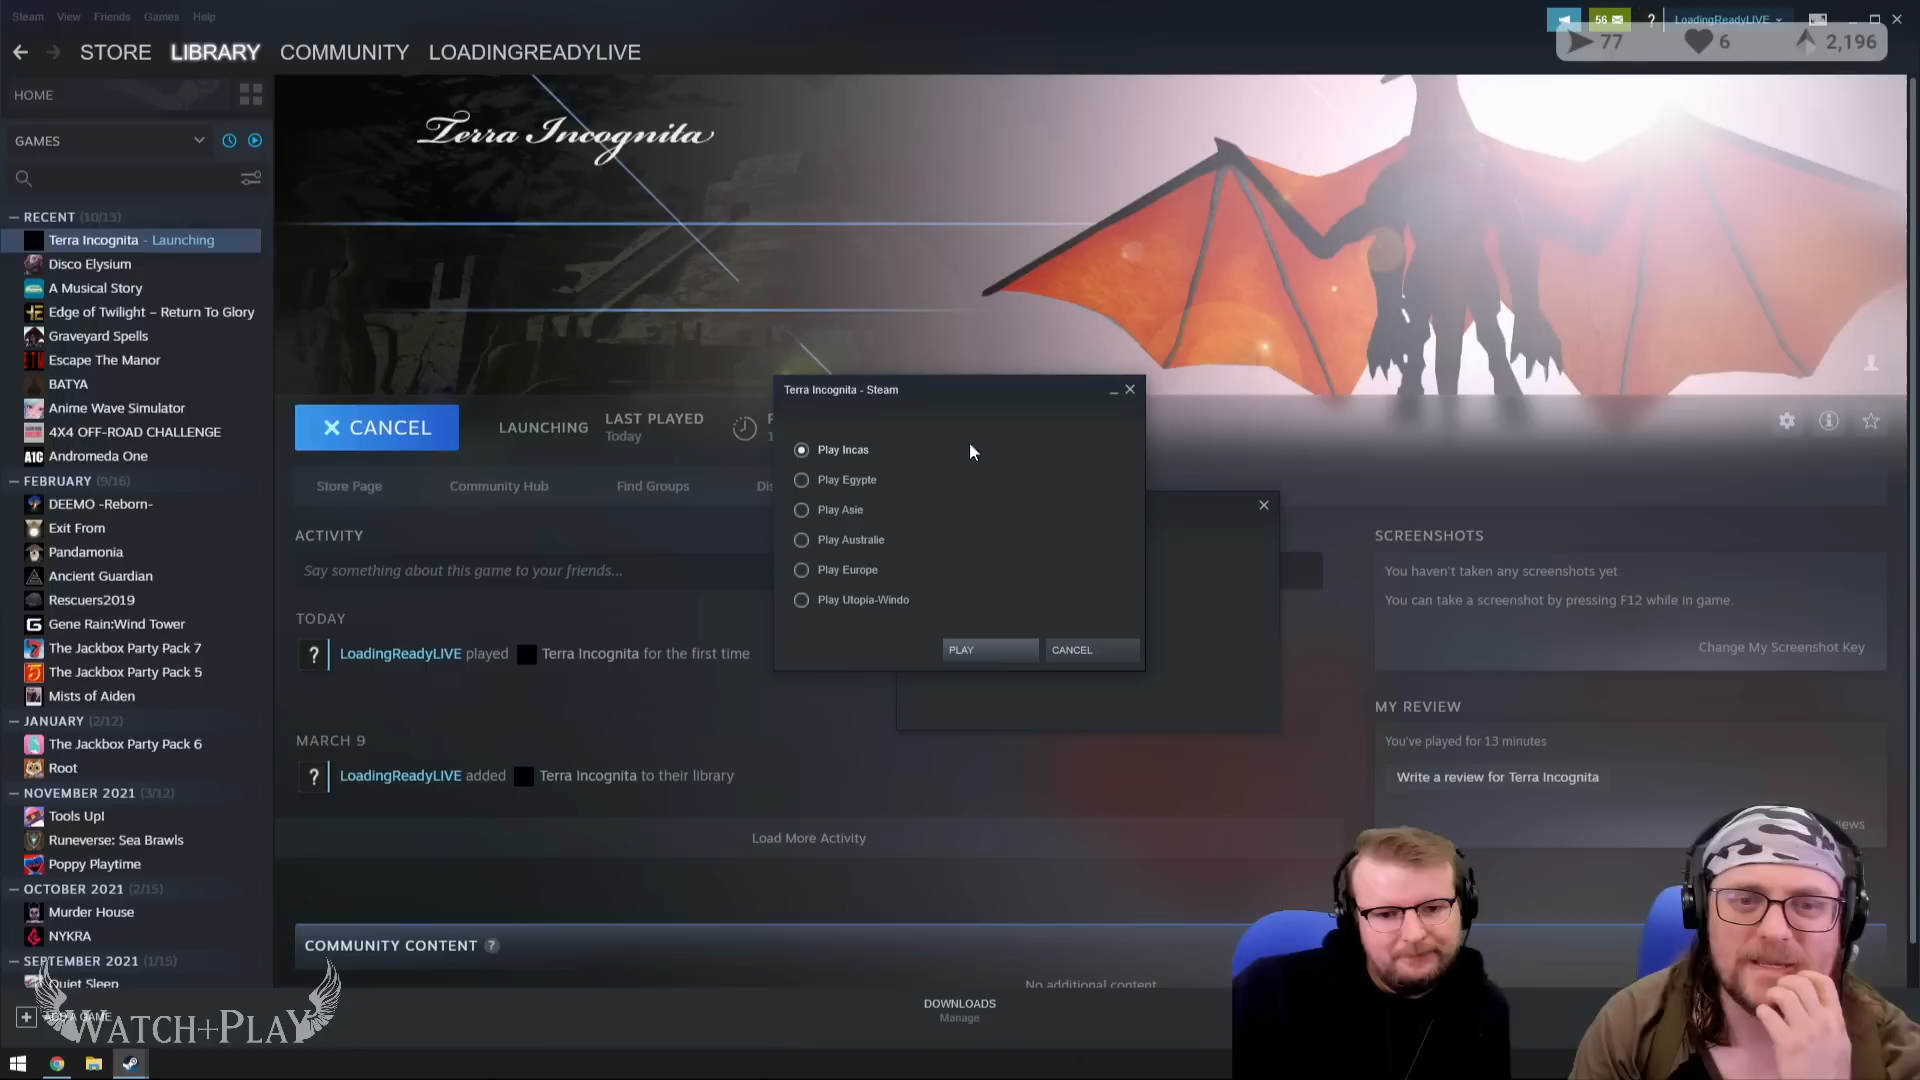 Steam View Friends Games Help
56 ? LoadingReadyLIVE
77 6 2,196
STORE LIBRARY COMMUNITY LOADINGREADYLIVE
HOME
GAMES
RECENT (10/13)
Terra Incognita - Launching
Disco Elysium
A Musical Story
Edge of Twilight – Return To Glory
Graveyard Spells
Escape The Manor
BATYA
Anime Wave Simulator
4X4 OFF-ROAD CHALLENGE
Andromeda One
FEBRUARY (9/16)
DEEMO -Reborn-
Exit From
Pandamonia
Ancient Guardian
Rescuers2019
Gene Rain:Wind Tower
The Jackbox Party Pack 7
The Jackbox Party Pack 5
Mists of Aiden
JANUARY (2/12)
The Jackbox Party Pack 6
Root
NOVEMBER 2021 (3/12)
Tools Up!
Runeverse: Sea Brawls
Poppy Playtime
OCTOBER 2021 (2/15)
Murder House
NYKRA
SEPTEMBER 2021 (1/15)
Quiet Sleep
ADD A GAME
WATCH+PLAY
Terra Incognita
CANCEL
LAUNCHING
LAST PLAYED
Today
Store Page Community Hub Find Groups
ACTIVITY
Say something about this game to your friends...
TODAY
? LoadingReadyLIVE played Terra Incognita for the first time
MARCH 9
? LoadingReadyLIVE added Terra Incognita to their library
Load More Activity
COMMUNITY CONTENT ?
No additional content
DOWNLOADS
Manage
Terra Incognita - Steam
Play Incas
Play Egypte
Play Asie
Play Australie
Play Europe
Play Utopia-Windo
PLAY CANCEL
SCREENSHOTS
You haven't taken any screenshots yet
You can take a screenshot by pressing F12 while in game.
Change My Screenshot Key
MY REVIEW
You've played for 13 minutes
Write a review for Terra Incognita